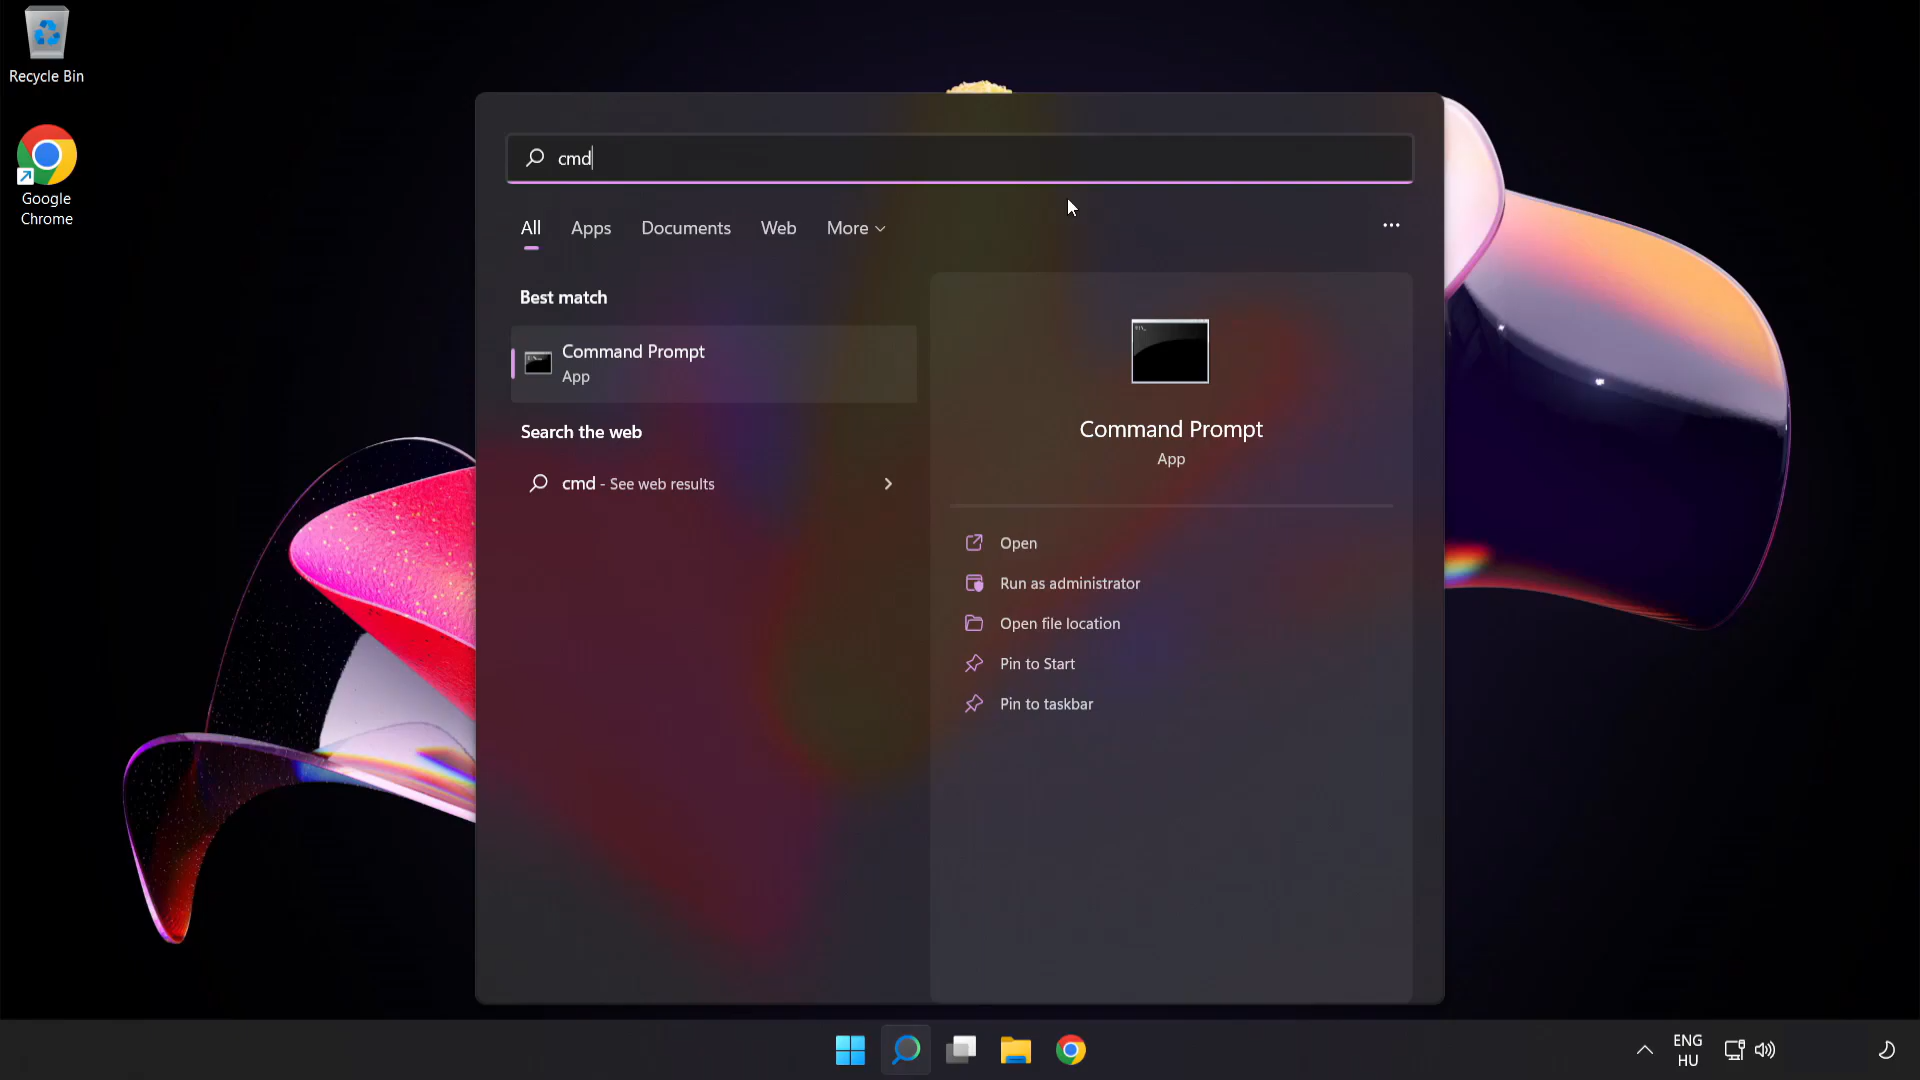 Recycle Bin
Google
Chrome
cmd
All Apps Documents Web More
Best match
Command Prompt
App
Search the web
cmd - See web results
Command Prompt
App
Open
Run as administrator
Open file location
Pin to Start
Pin to taskbar
ENG
HU